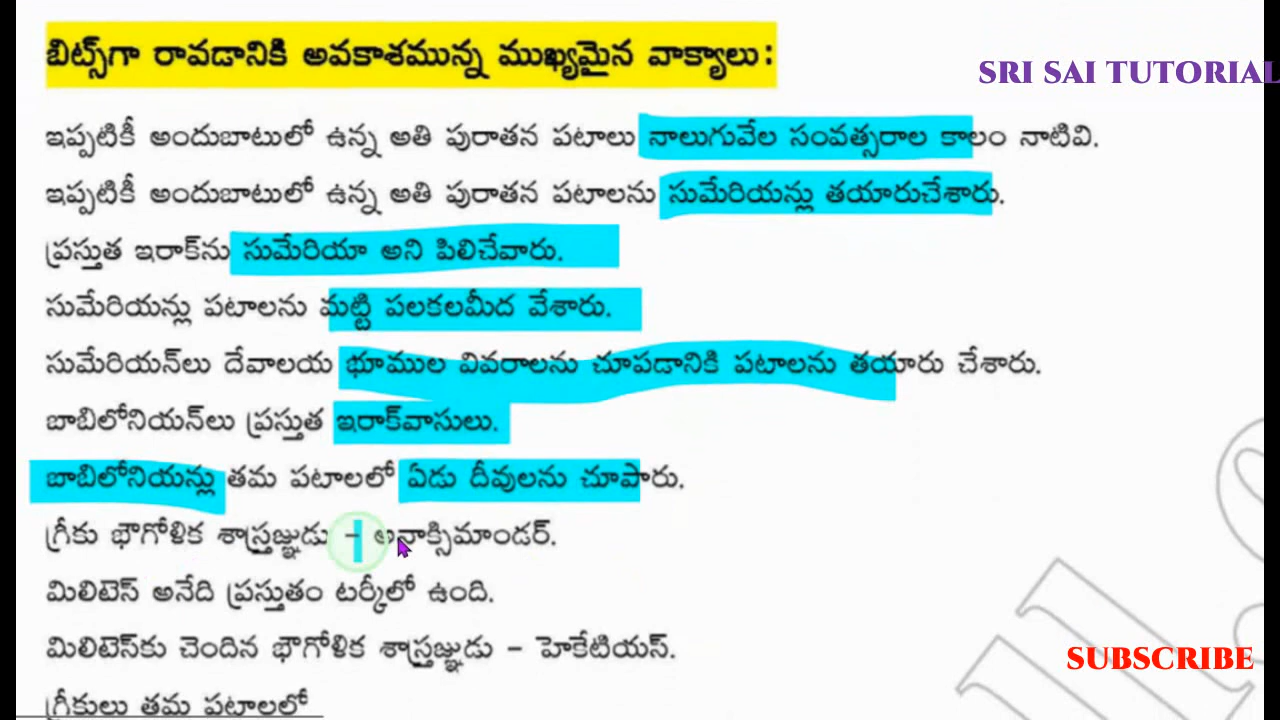 బిట్స్‌గా రావడానికి అవకాశమున్న ముఖ్యమైన వాక్యాలు :
SRI SAI TUTORIAL
ఇప్పటికీ అందుబాటులో ఉన్న అతి పురాతన పటాలు నాలుగువేల సంవత్సరాల కాలం నాటివి.
ఇప్పటికీ అందుబాటులో ఉన్న అతి పురాతన పటాలను సుమేరియన్లు తయారుచేశారు.
ప్రస్తుత ఇరాక్‌ను సుమేరియా అని పిలిచేవారు.
సుమేరియన్లు పటాలను మట్టి పలకలమీద వేశారు.
సుమేరియన్‌లు దేవాలయ భూముల వివరాలను చూపడానికి పటాలను తయారు చేశారు.
బాబిలోనియన్‌లు ప్రస్తుత ఇరాక్‌వాసులు.
బాబిలోనియన్లు తమ పటాలలో ఏడు దీవులను చూపారు.
గ్రీకు భౌగోళిక శాస్త్రజ్ఞుడు – అనాక్సిమాండర్.
మిలిటెస్ అనేది ప్రస్తుతం టర్కీలో ఉంది.
మిలిటెస్‌కు చెందిన భౌగోళిక శాస్త్రజ్ఞుడు – హెకేటియస్.
SUBSCRIBE
గ్రీకులు తమ పటాలలో